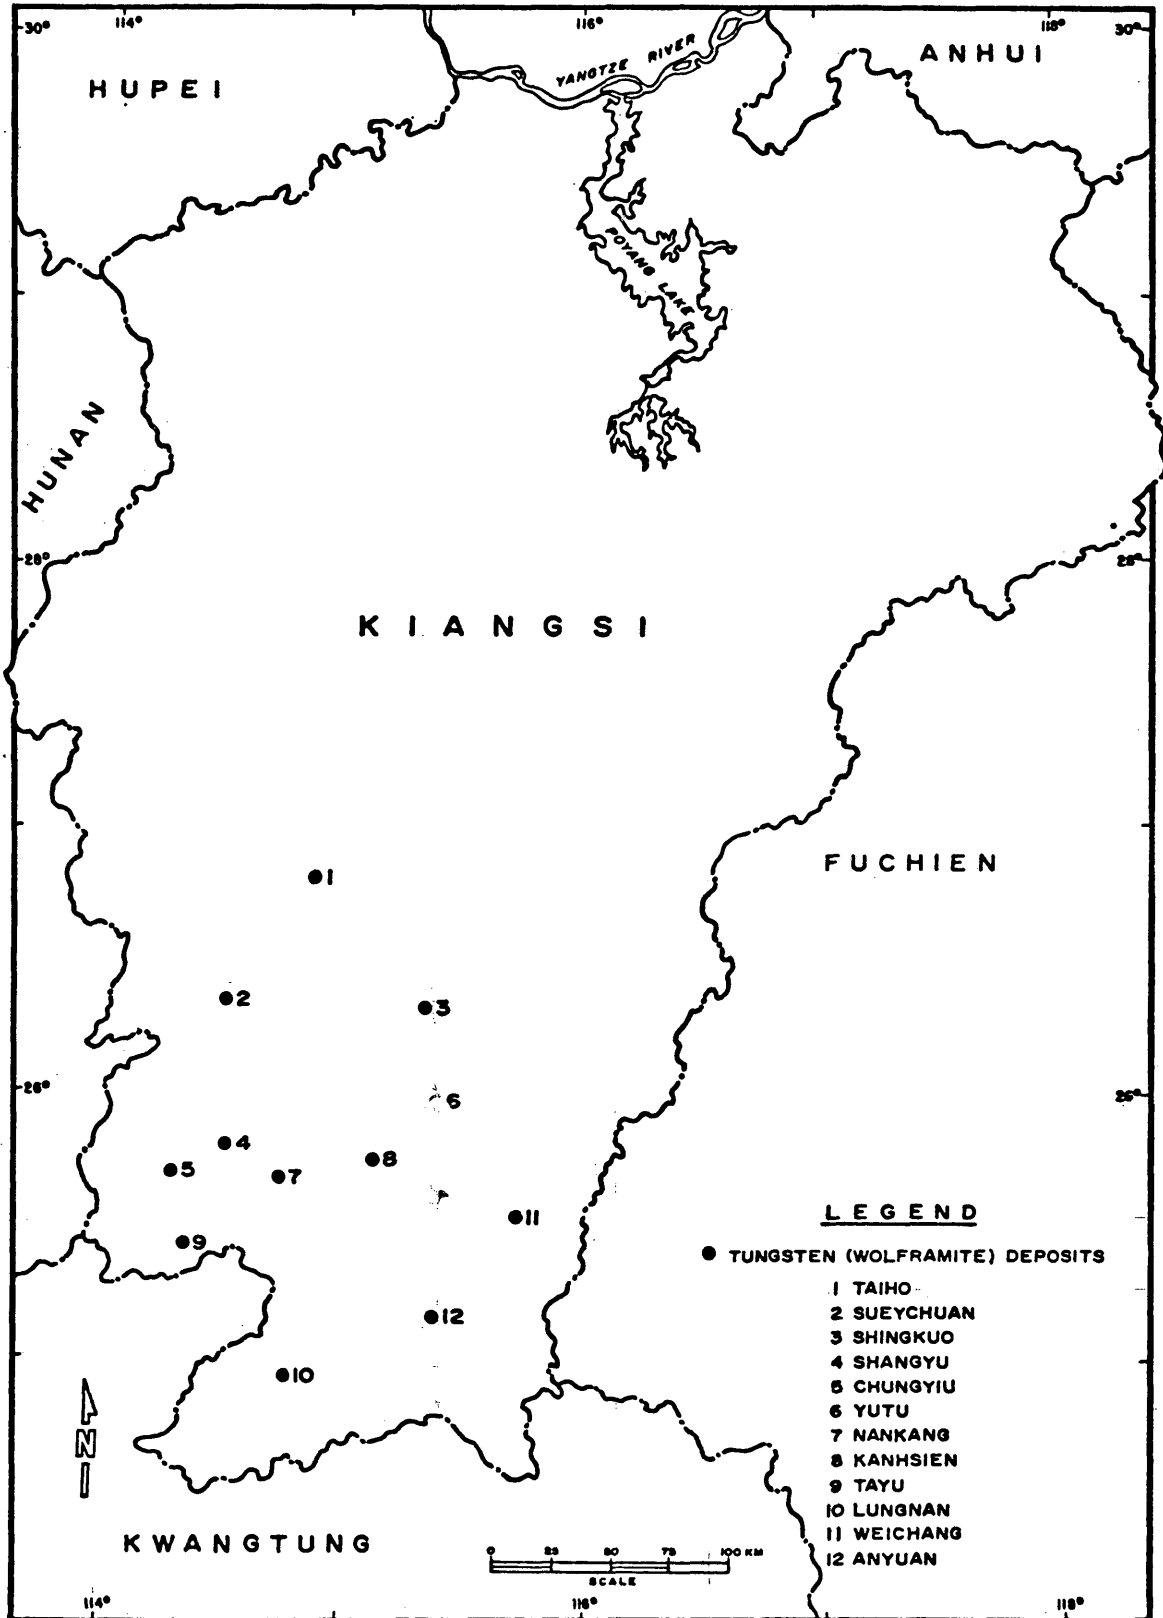 114° 116° 118°
30° 30°
HUPEI
YANGTZE RIVER
ANHUI
POYANG LAKE
HUNAN
28° 28°
KIANGSI
FUCHIEN
1
2
3
26° 26°
6
4
5
7
8
11
9
12
10
LEGEND
TUNGSTEN (WOLFRAMITE) DEPOSITS
1 TAIHO
2 SUEYCHUAN
3 SHINGKUO
4 SHANGYU
5 CHUNGYIU
6 YUTU
7 NANKANG
8 KANHSIEN
9 TAYU
10 LUNGNAN
11 WEICHANG
12 ANYUAN
N
KWANGTUNG
0 25 50 75 100 KM
SCALE
114° 116° 118°